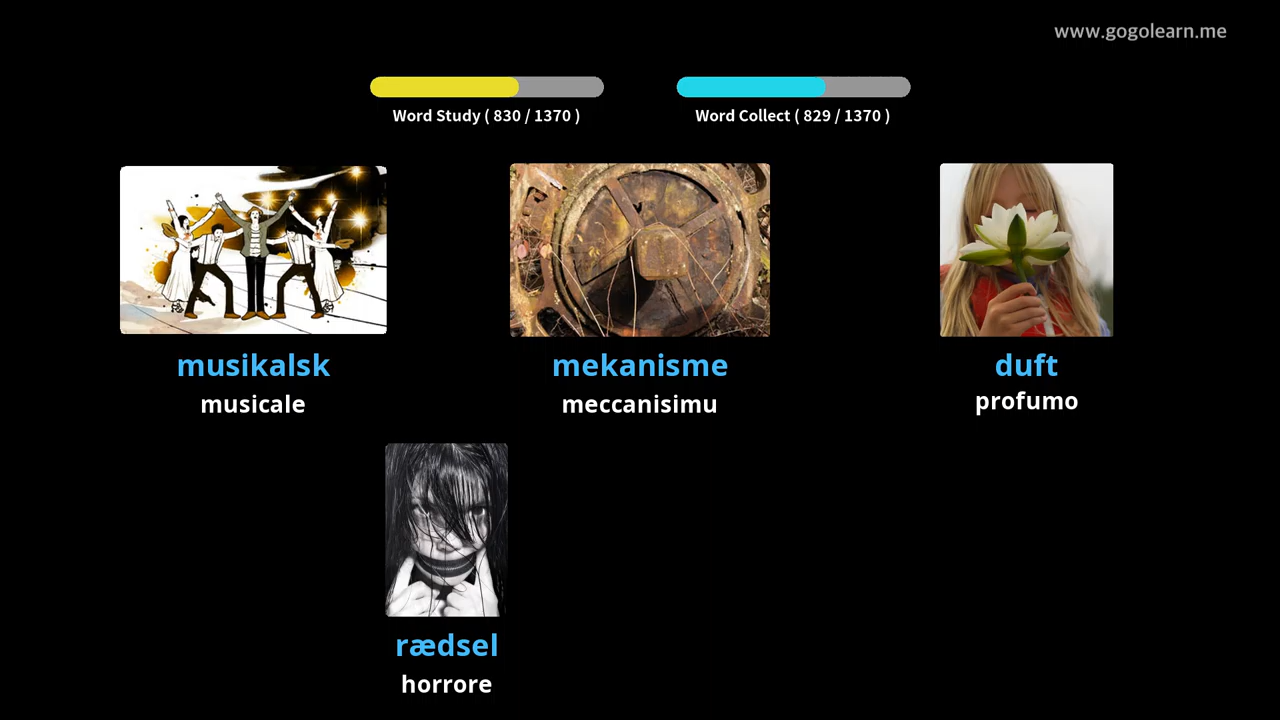 www.gogolearn.me
Word Study ( 830 / 1370 )
Word Collect ( 829 / 1370 )
musikalsk
musicale
mekanisme
meccanisimu
duft
profumo
rædsel
horrore